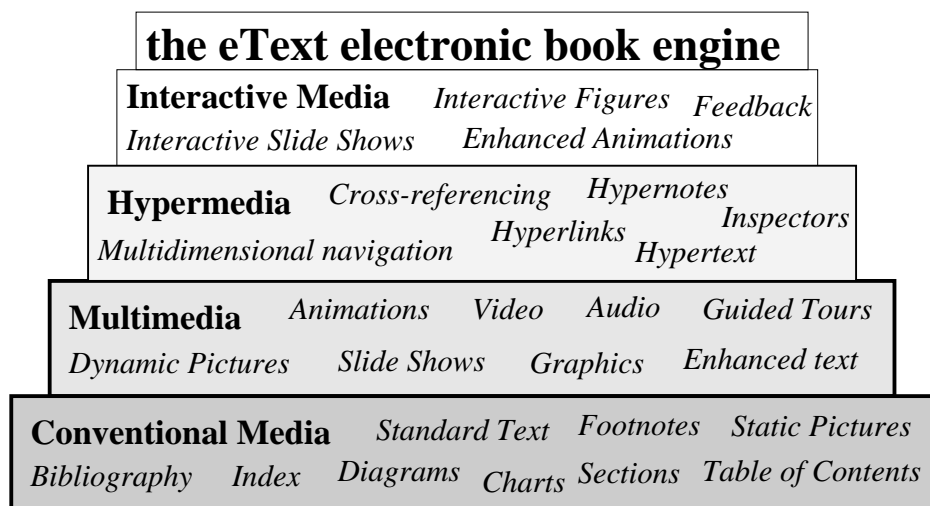 the eText electronic book engine
Interactive Media Interactive Figures Feedback
Interactive Slide Shows Enhanced Animations
Hypermedia Cross-referencing Hypernotes Inspectors
Multidimensional navigation Hyperlinks Hypertext
Multimedia Animations Video Audio Guided Tours
Dynamic Pictures Slide Shows Graphics Enhanced text
Conventional Media Standard Text Footnotes Static Pictures
Bibliography Index Diagrams Charts Sections Table of Contents